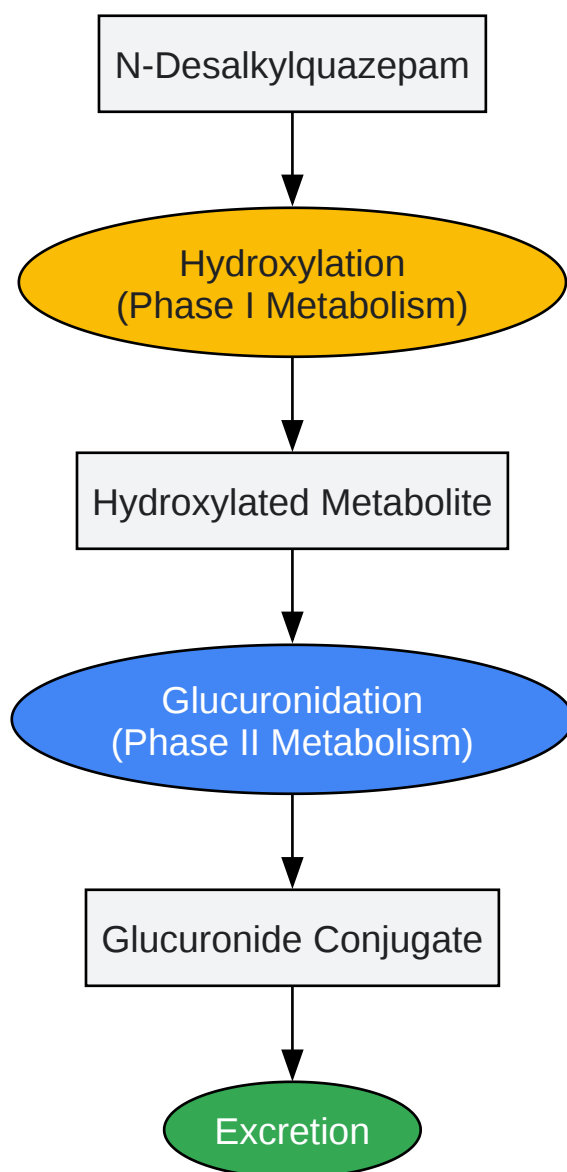 N-Desalkylquazepam
Hydroxylation
(Phase I Metabolism)
Hydroxylated Metabolite
Glucuronidation
(Phase II Metabolism)
Glucuronide Conjugate
Excretion